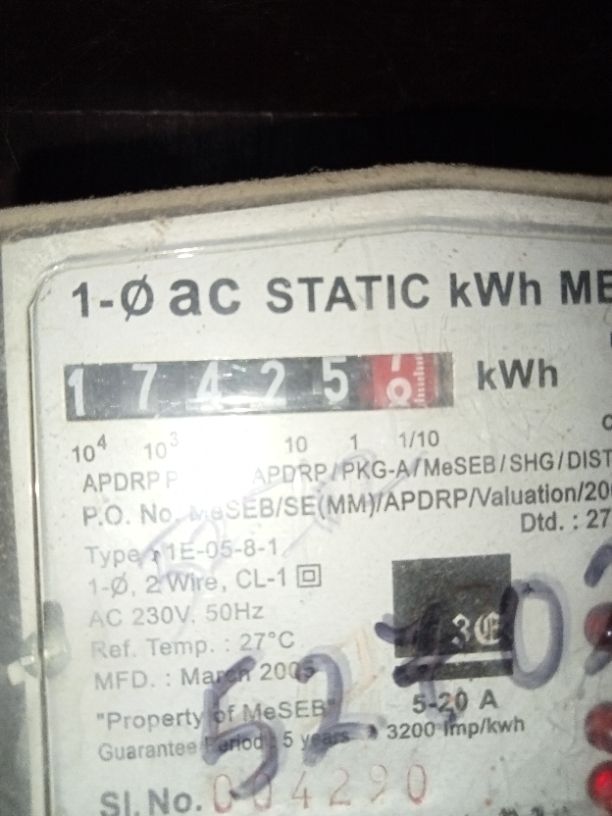 1-Ø ac STATIC kWh ME
1 7 4 2 5 8 kWh
10⁴ 10³ 10 1 1/10
APDRP P APDRP/PKG-A/MeSEB/SHG/DIST
P.O. No. MeSEB/SE(MM)/APDRP/Valuation/200
Dtd. : 27
Type : 1E-05-8-1
1-Ø, 2 Wire, CL-1
AC 230V, 50Hz
Ref. Temp. : 27°C
MFD. : March 2005
"Property of MeSEB"
Guarantee Period : 5 years
5-20 A
3200 Imp/kwh
5270
Sl. No. 004290